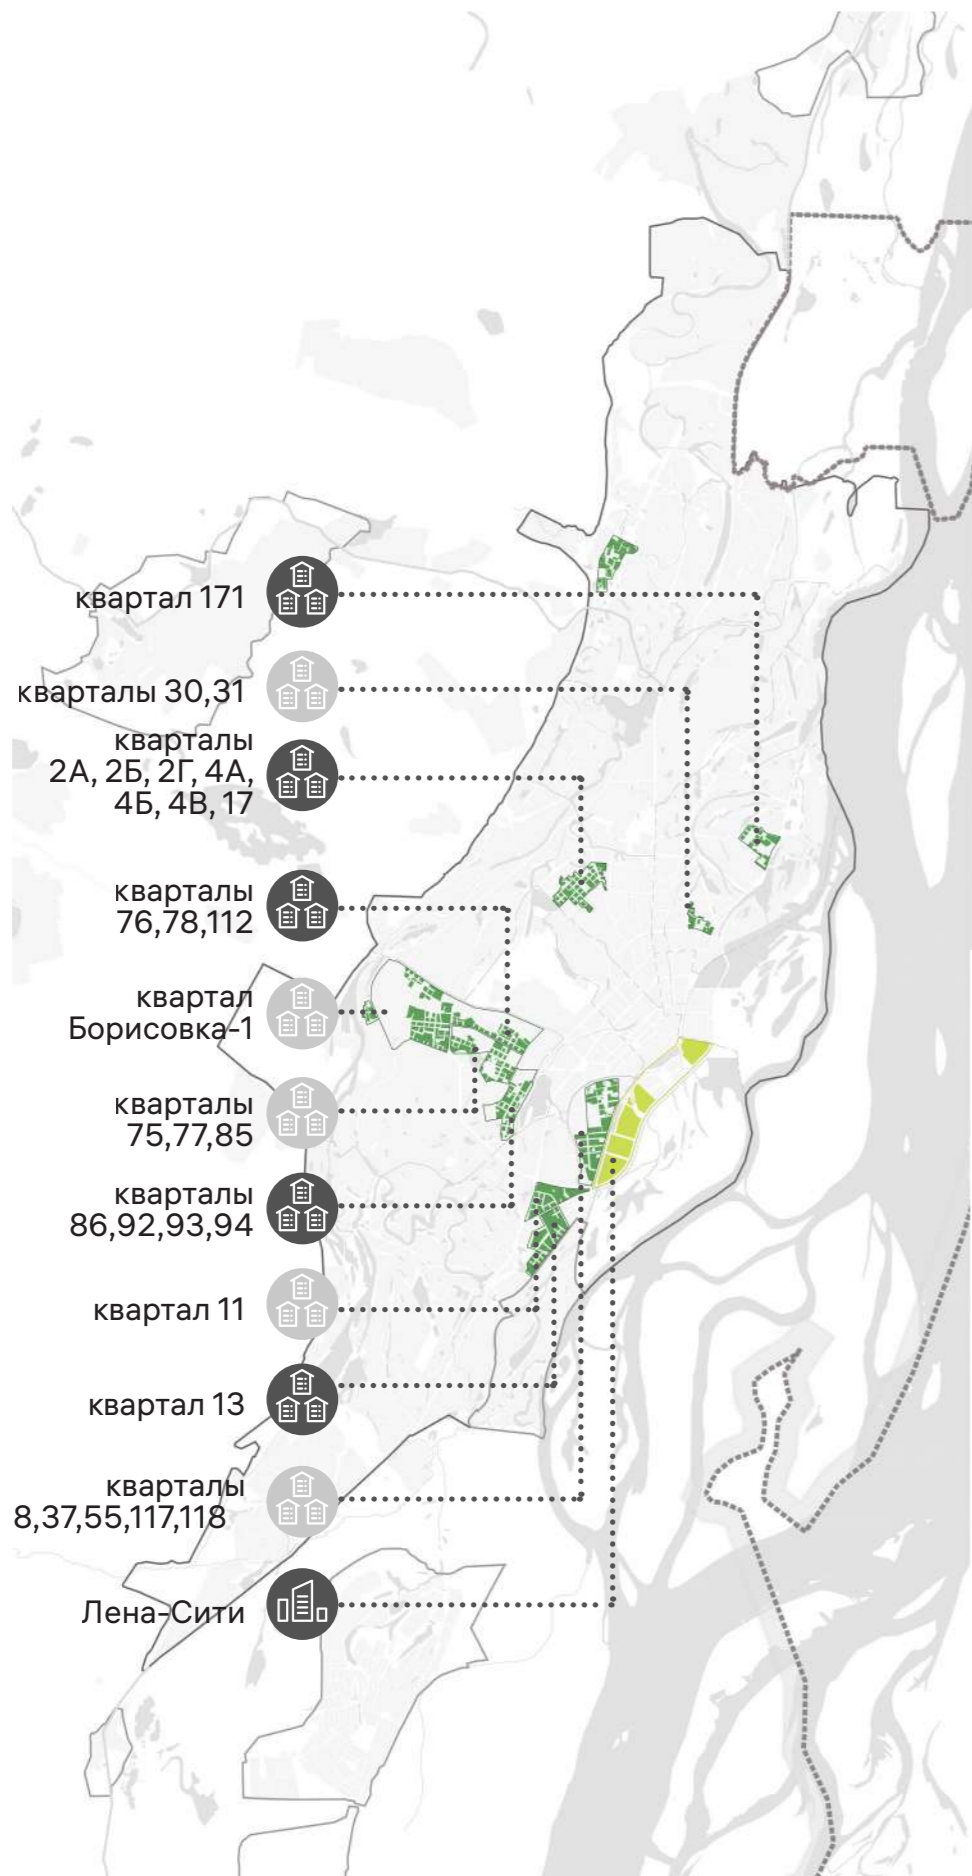 квартал 171
кварталы 30,31
кварталы
2А, 2Б, 2Г, 4А,
4Б, 4В, 17
кварталы
76,78,112
квартал
Борисовка-1
кварталы
75,77,85
кварталы
86,92,93,94
квартал 11
квартал 13
кварталы
8,37,55,117,118
Лена-Сити